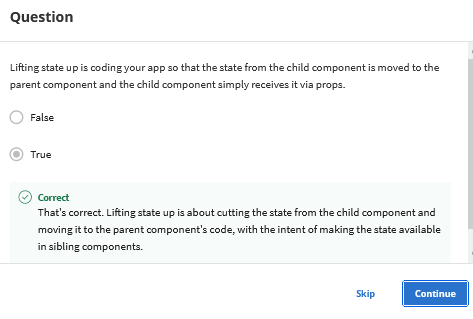 Question
Lifting state up is coding your app so that the state from the child component is moved to the
parent component and the child component simply receives it via props.
False
True
Correct
That's correct. Lifting state up is about cutting the state from the child component and
moving it to the parent component's code, with the intent of making the state available
in sibling components.
Skip
Continue